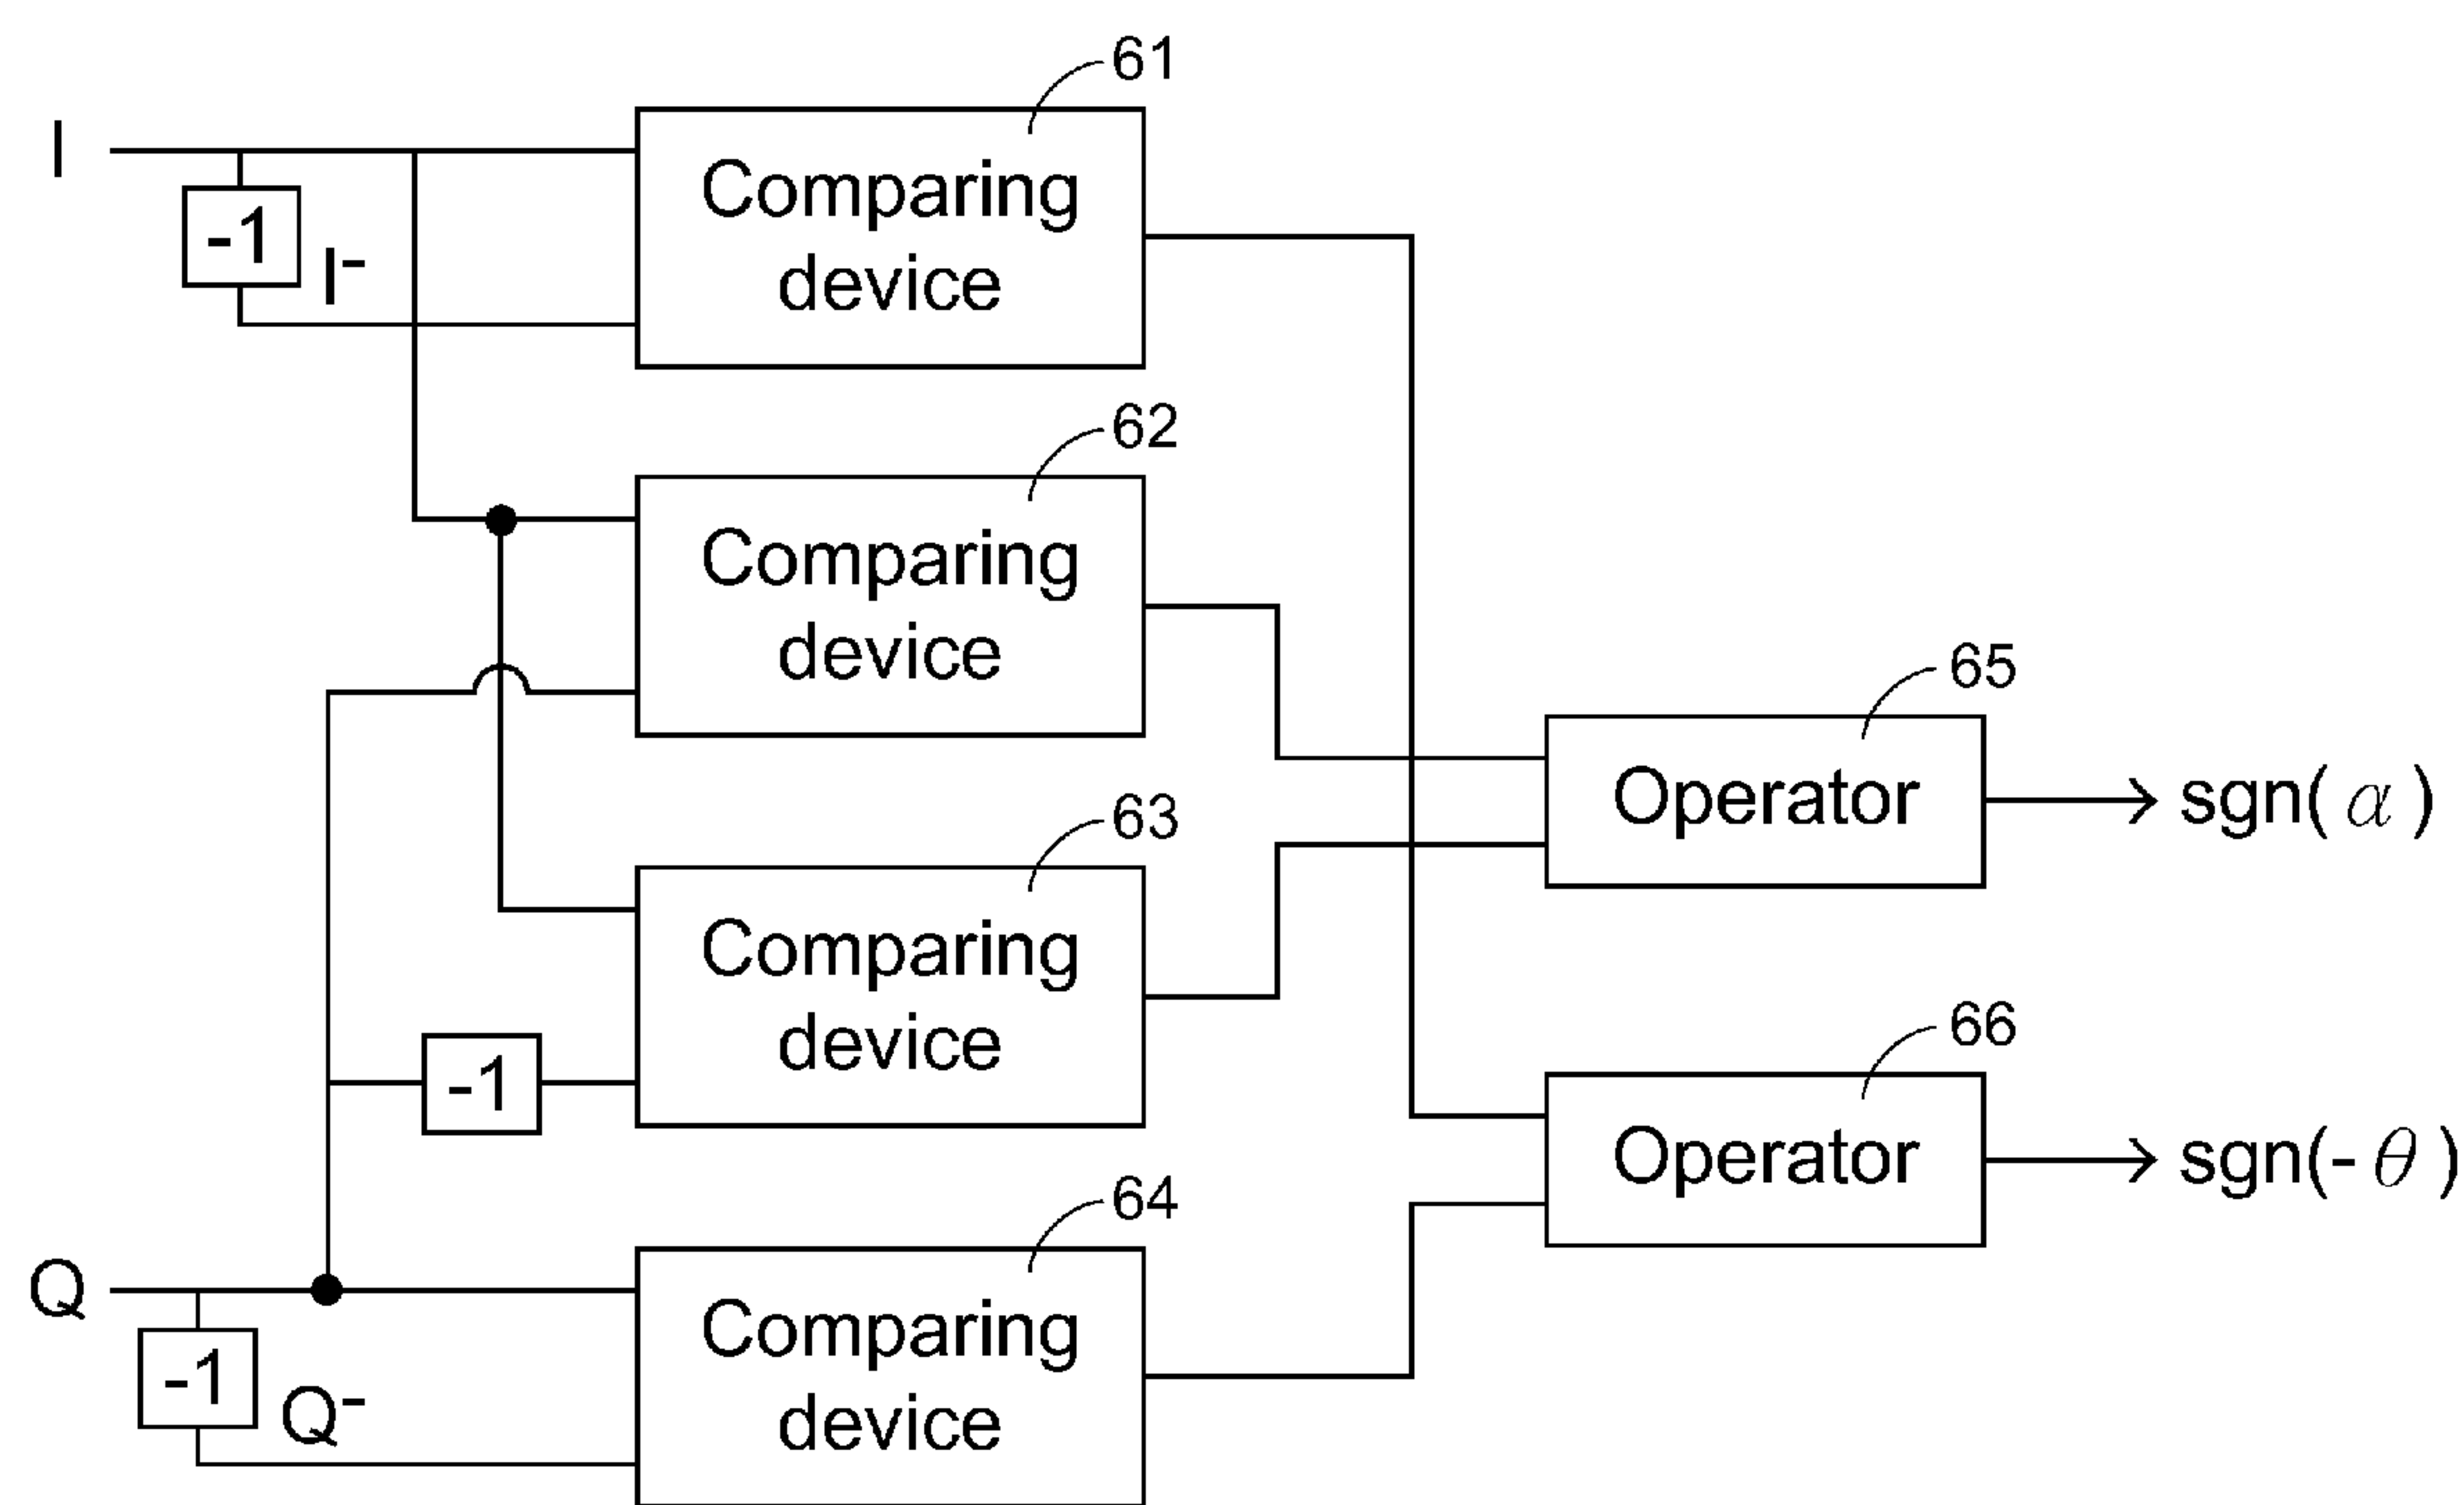 61
I
Comparing
device
-1
I-
62
Comparing
device
65
Operator
sgn( α )
63
Comparing
device
-1
66
Operator
sgn(- θ )
64
Q
Comparing
device
-1
Q-